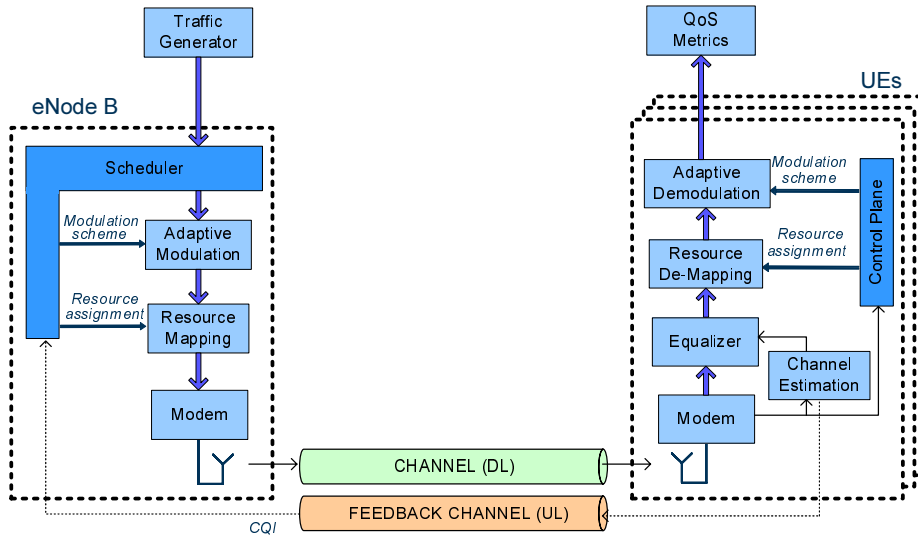 Traffic
Generator
QoS
Metrics
eNode B
UEs
Scheduler
Modulation
scheme
Adaptive
Modulation
Resource
assignment
Resource
Mapping
Modem
Adaptive
Demodulation
Modulation
scheme
Resource
De-Mapping
Resource
assignment
Control Plane
Equalizer
Channel
Estimation
Modem
CHANNEL (DL)
FEEDBACK CHANNEL (UL)
CQI